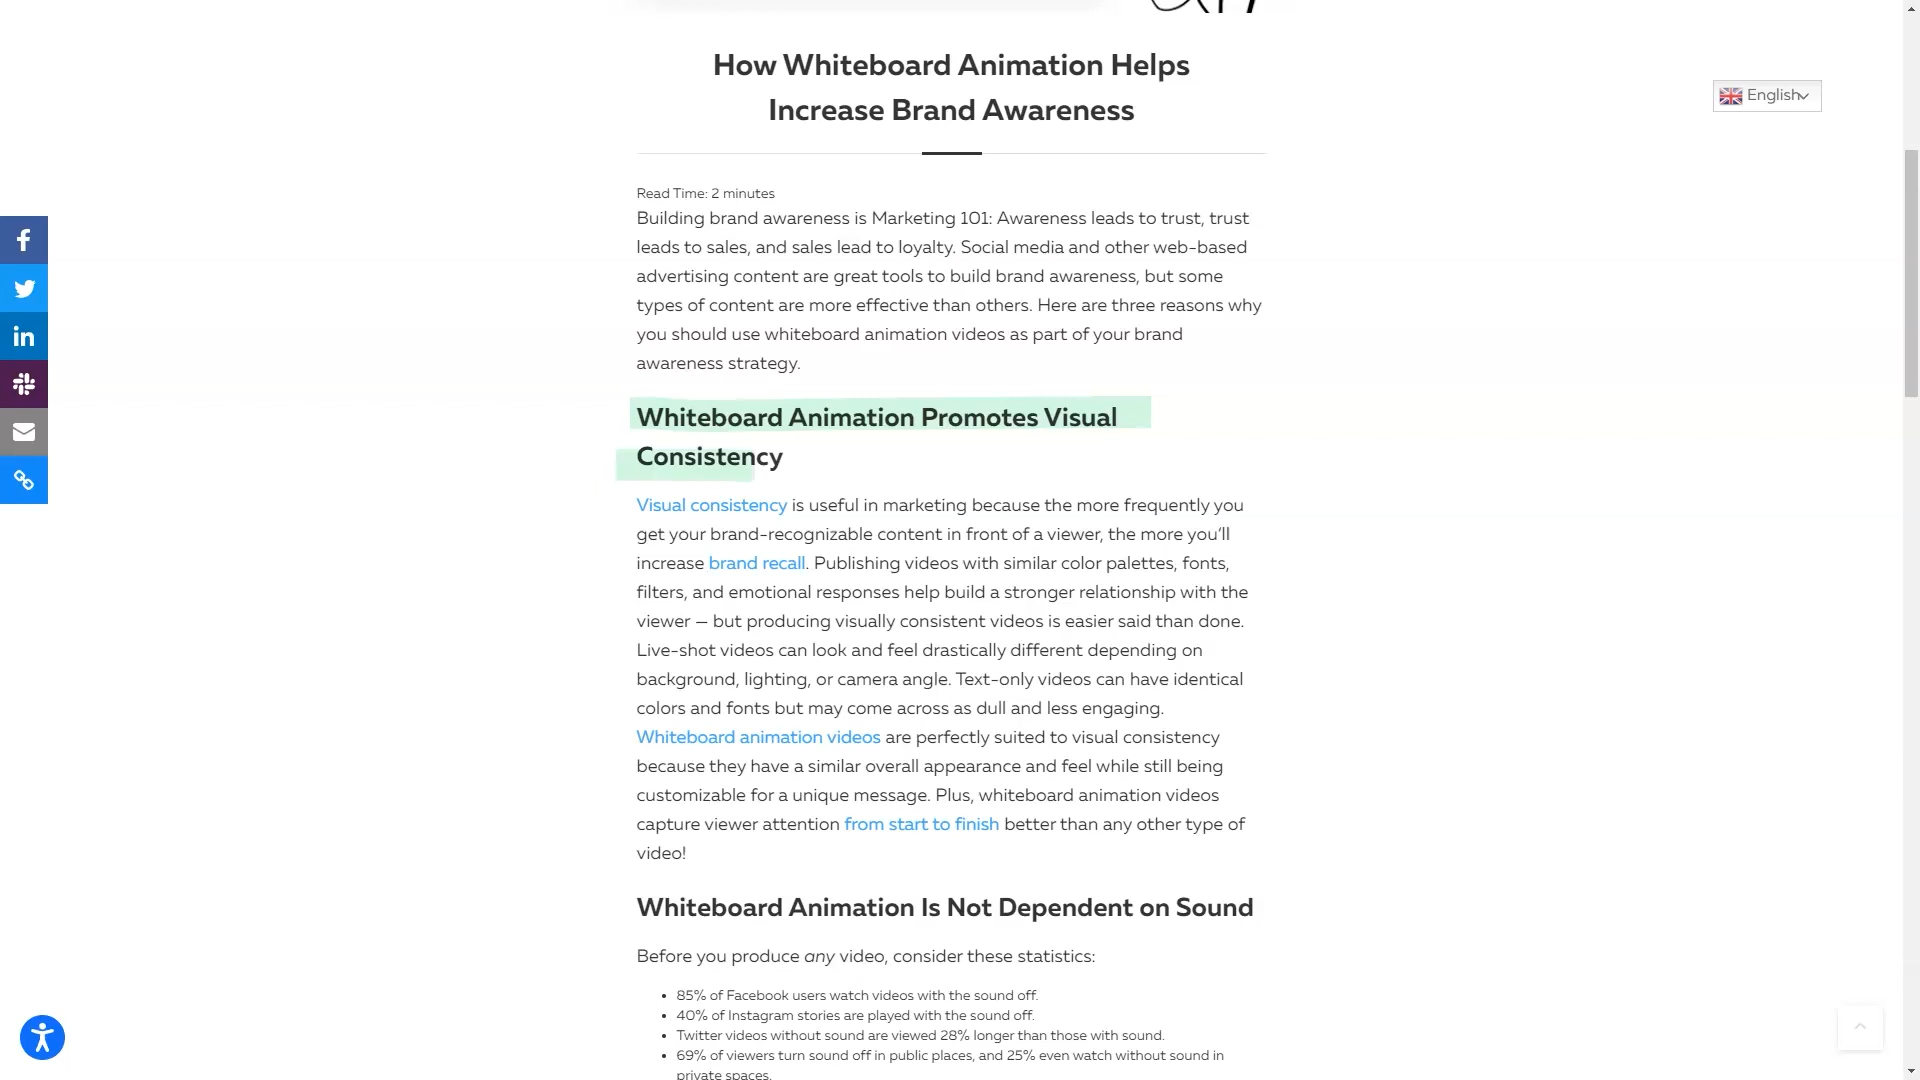 How Whiteboard Animation Helps
Increase Brand Awareness
English
Read Time: 2 minutes
Building brand awareness is Marketing 101: Awareness leads to trust, trust
leads to sales, and sales lead to loyalty. Social media and other web-based
advertising content are great tools to build brand awareness, but some
types of content are more effective than others. Here are three reasons why
you should use whiteboard animation videos as part of your brand
awareness strategy.
Whiteboard Animation Promotes Visual
Consistency
Visual consistency is useful in marketing because the more frequently you
get your brand-recognizable content in front of a viewer, the more you'll
increase brand recall. Publishing videos with similar color palettes, fonts,
filters, and emotional responses help build a stronger relationship with the
viewer — but producing visually consistent videos is easier said than done.
Live-shot videos can look and feel drastically different depending on
background, lighting, or camera angle. Text-only videos can have identical
colors and fonts but may come across as dull and less engaging.
Whiteboard animation videos are perfectly suited to visual consistency
because they have a similar overall appearance and feel while still being
customizable for a unique message. Plus, whiteboard animation videos
capture viewer attention from start to finish better than any other type of
video!
Whiteboard Animation Is Not Dependent on Sound
Before you produce any video, consider these statistics:
• 85% of Facebook users watch videos with the sound off.
• 40% of Instagram stories are played with the sound off.
• Twitter videos without sound are viewed 28% longer than those with sound.
• 69% of viewers turn sound off in public places, and 25% even watch without sound in
private spaces.